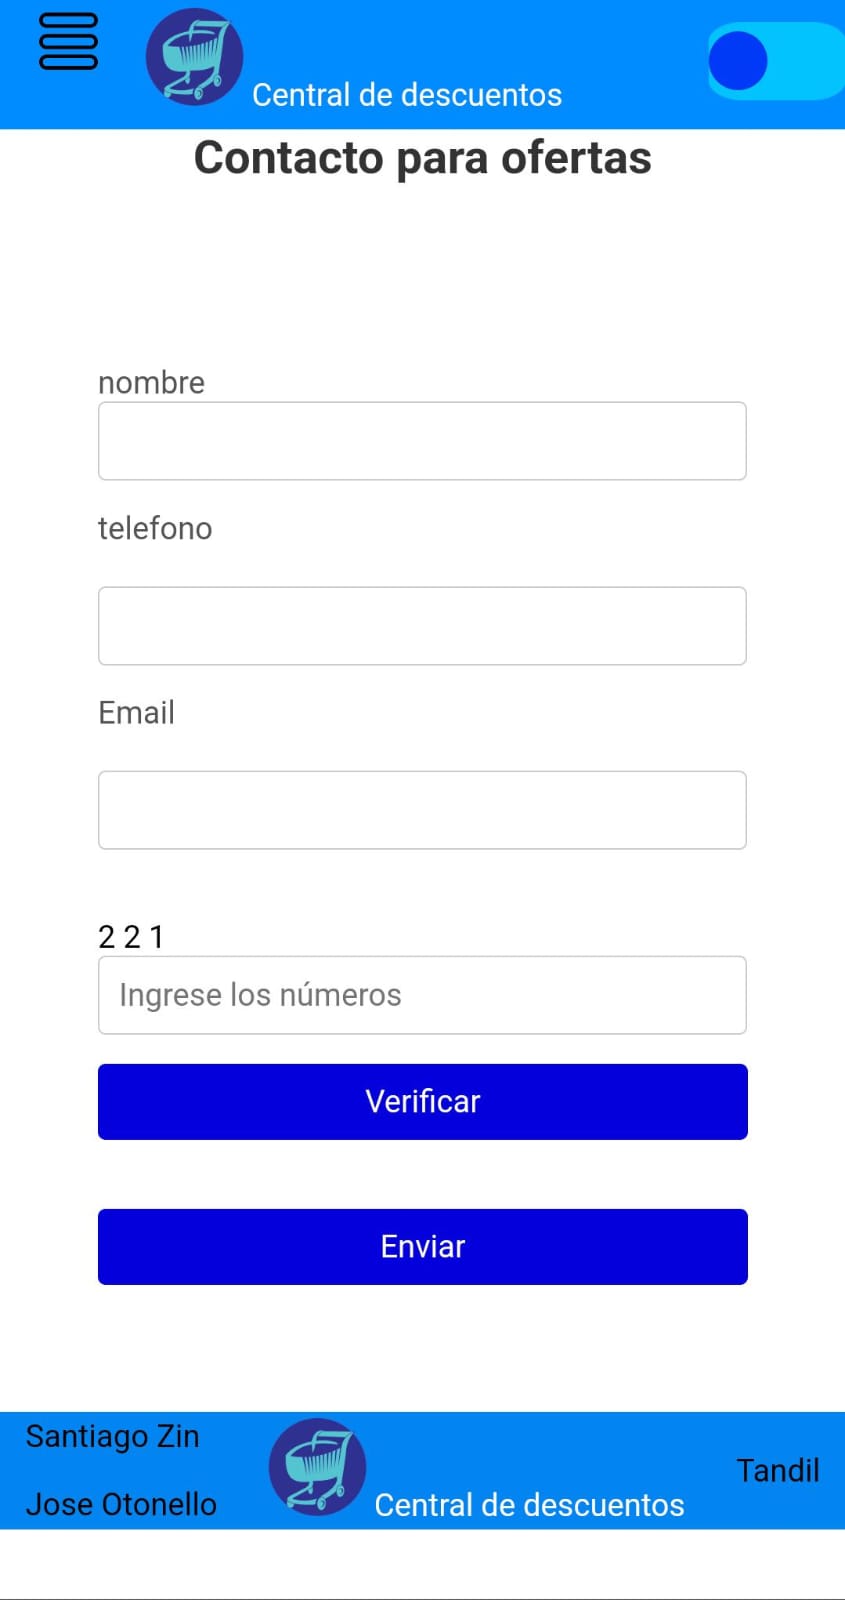 Central de descuentos
Contacto para ofertas
nombre
telefono
Email
2 2 1
Ingrese los números
Verificar
Enviar
Santiago Zin
Jose Otonello
Central de descuentos
Tandil